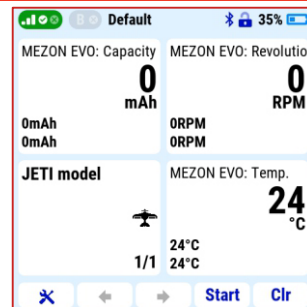 B Default 35%
MEZON EVO: Capacity MEZON EVO: Revolutio
0 0
mAh RPM
0mAh 0RPM
0mAh 0RPM
JETI model MEZON EVO: Temp.
24
°C
24°C
1/1 24°C
Start Clr